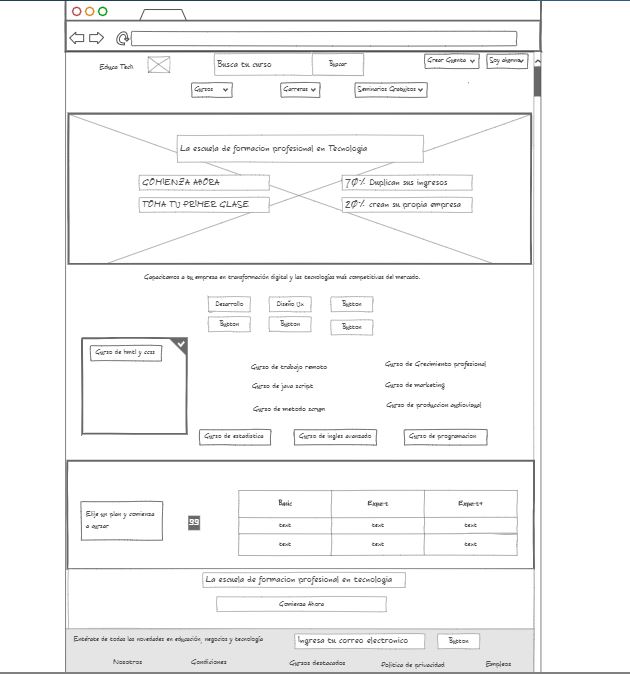 Educa Tech
Busca tu curso
Buscar
Crear Cuenta
Soy alumno
Cursos
Carreras
Seminarios Gratuitos
La escuela de formacion profesional en Tecnologia
COMIENZA AHORA
70% Duplican sus ingresos
TOMA TU PRIMER CLASE
20% crean su propia empresa
Capacitamos a tu empresa en transformación digital y las tecnologías más competitivas del mercado.
Desarrollo
Diseño Ux
Button
Button
Button
Button
Curso de html y ccss
Curso de trabajo remoto
Curso de Crecimiento profesional
Curso de java script
Curso de marketing
Curso de metodo scrum
Curso de produccion audiovisual
Curso de estadistica
Curso de ingles avanzado
Curso de programacion
Elije un plan y comienza
a cursar
99
Basic
Expert
Expert+
text
text
text
text
text
text
La escuela de formacion profesional en tecnologia
Comienza Ahora
Entérate de todas las novedades en educación, negocios y tecnología
Ingresa tu correo electronico
Button
Nosotros
Condiciones
Cursos destacados
Politica de privacidad
Empleos